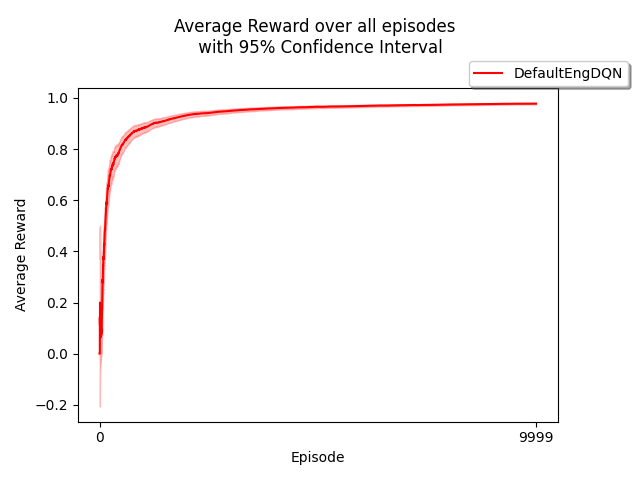 Average Reward over all episodes
with 95% Confidence Interval
DefaultEngDQN
1.0
0.8
0.6
0.4
0.2
0.0
−0.2
Average Reward
0
9999
Episode